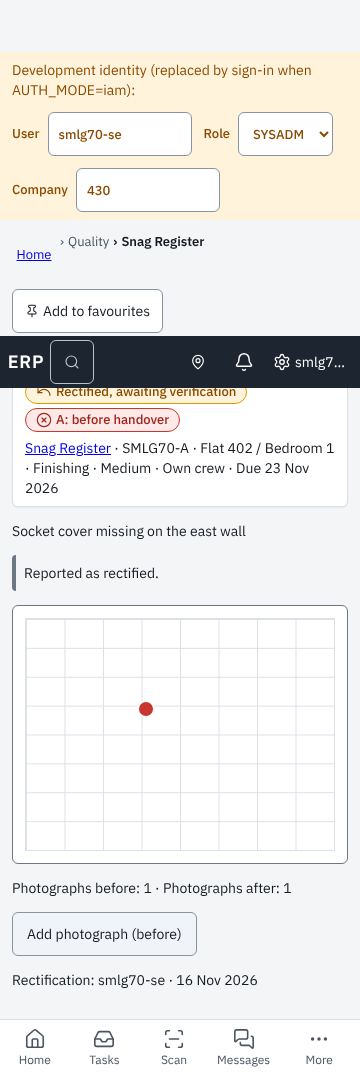 Development identity (replaced by sign-in when
AUTH_MODE=iam):
User smlg70-se Role SYSADM
Company 430
Home › Quality › Snag Register
Add to favourites
ERP smlg7...
Rectified, awaiting verification
A: before handover
Snag Register · SMLG70-A · Flat 402 / Bedroom 1
· Finishing · Medium · Own crew · Due 23 Nov
2026
Socket cover missing on the east wall
Reported as rectified.
Photographs before: 1 · Photographs after: 1
Add photograph (before)
Rectification: smlg70-se · 16 Nov 2026
Home Tasks Scan Messages More